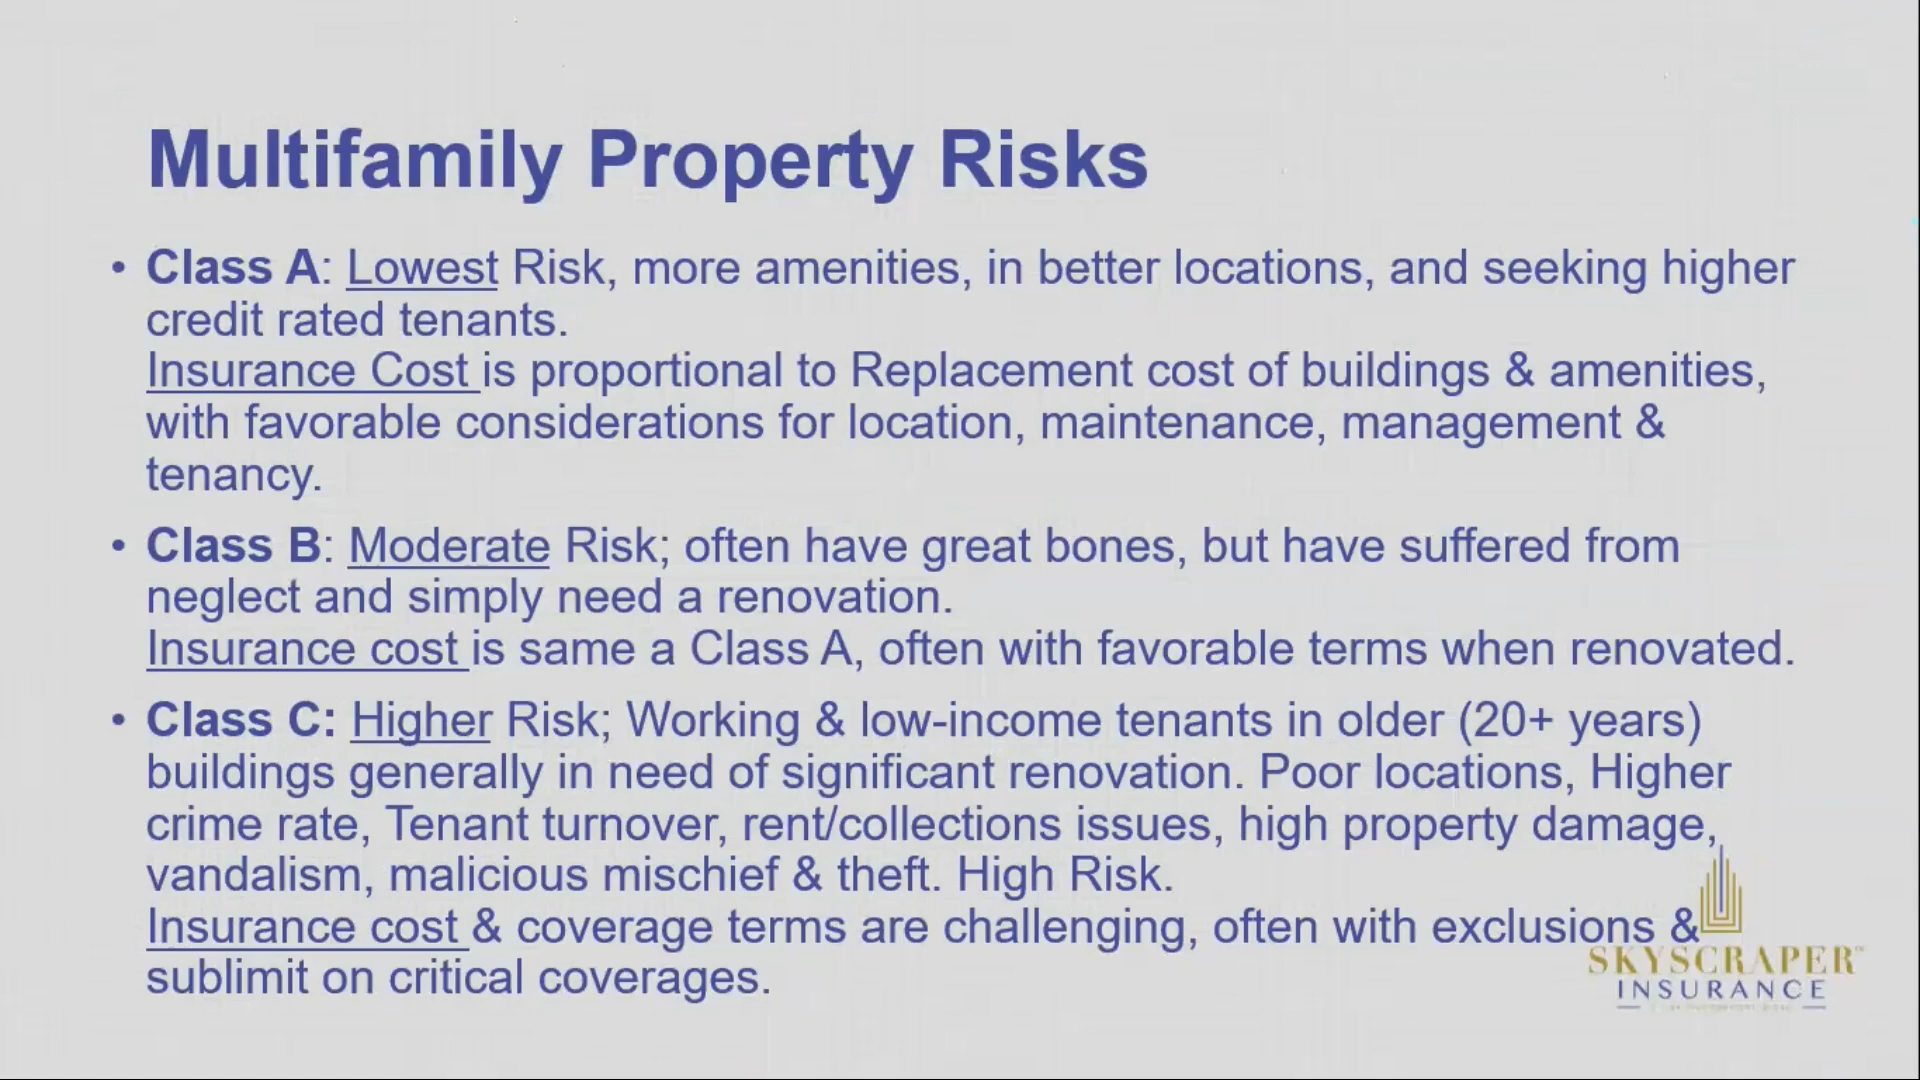 Multifamily Property Risks
• Class A: Lowest Risk, more amenities, in better locations, and seeking higher
credit rated tenants.
Insurance Cost is proportional to Replacement cost of buildings & amenities,
with favorable considerations for location, maintenance, management &
tenancy.
• Class B: Moderate Risk; often have great bones, but have suffered from
neglect and simply need a renovation.
Insurance cost is same a Class A, often with favorable terms when renovated.
• Class C: Higher Risk; Working & low-income tenants in older (20+ years)
buildings generally in need of significant renovation. Poor locations, Higher
crime rate, Tenant turnover, rent/collections issues, high property damage,
vandalism, malicious mischief & theft. High Risk.
Insurance cost & coverage terms are challenging, often with exclusions &
sublimit on critical coverages.
SKYSCRAPER
INSURANCE